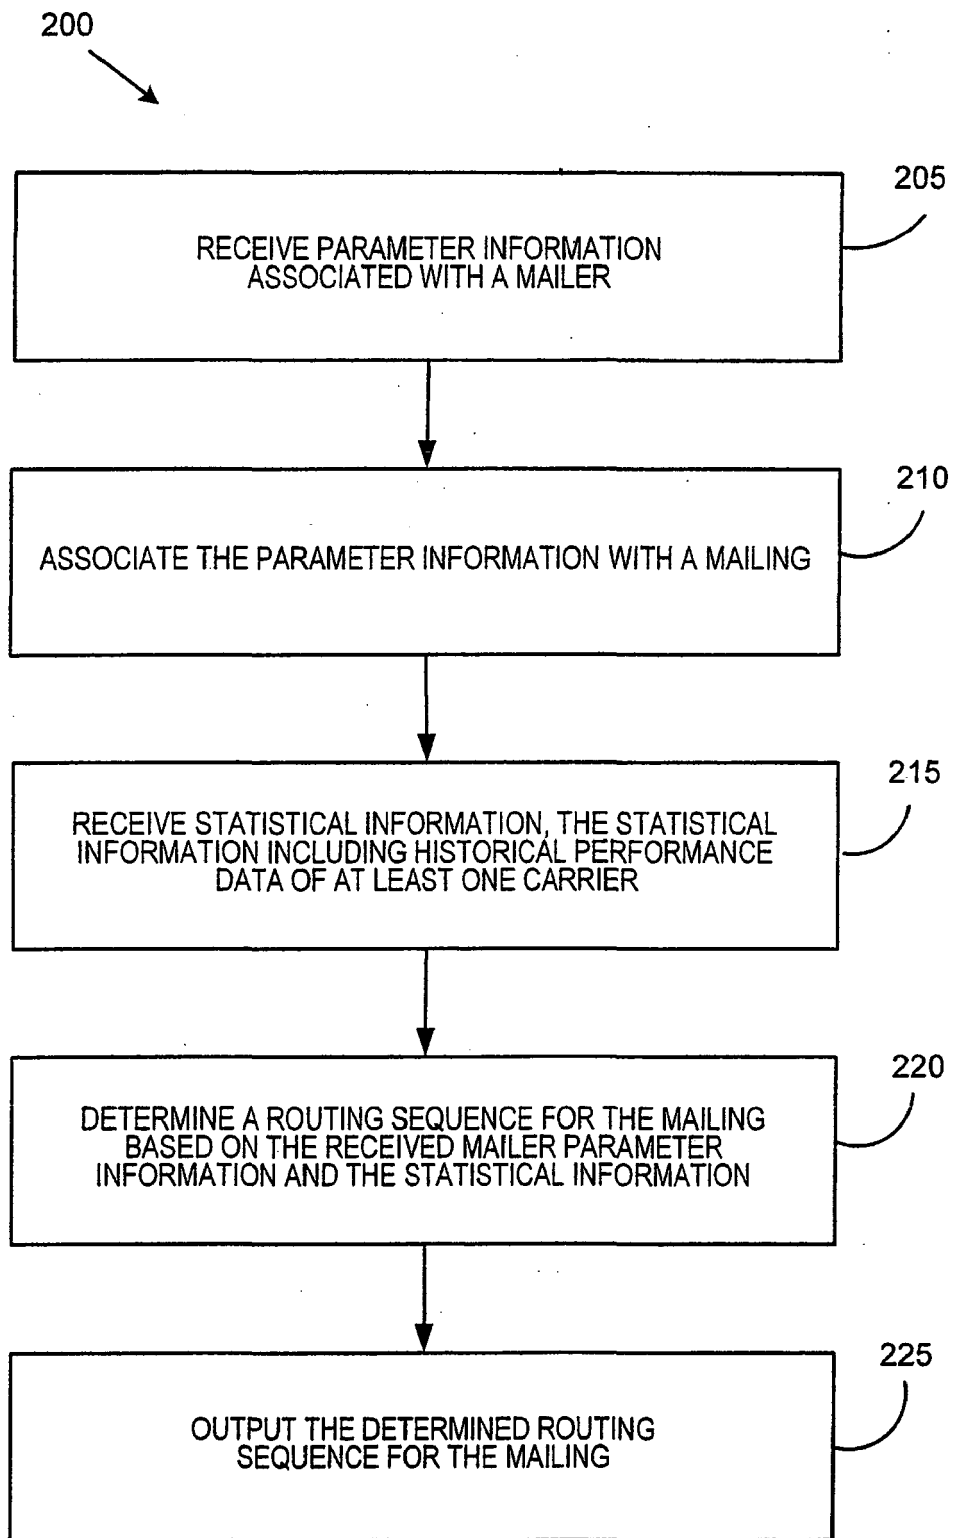 200
205
RECEIVE PARAMETER INFORMATION
ASSOCIATED WITH A MAILER
210
ASSOCIATE THE PARAMETER INFORMATION WITH A MAILING
215
RECEIVE STATISTICAL INFORMATION, THE STATISTICAL
INFORMATION INCLUDING HISTORICAL PERFORMANCE
DATA OF AT LEAST ONE CARRIER
220
DETERMINE A ROUTING SEQUENCE FOR THE MAILING
BASED ON THE RECEIVED MAILER PARAMETER
INFORMATION AND THE STATISTICAL INFORMATION
225
OUTPUT THE DETERMINED ROUTING
SEQUENCE FOR THE MAILING